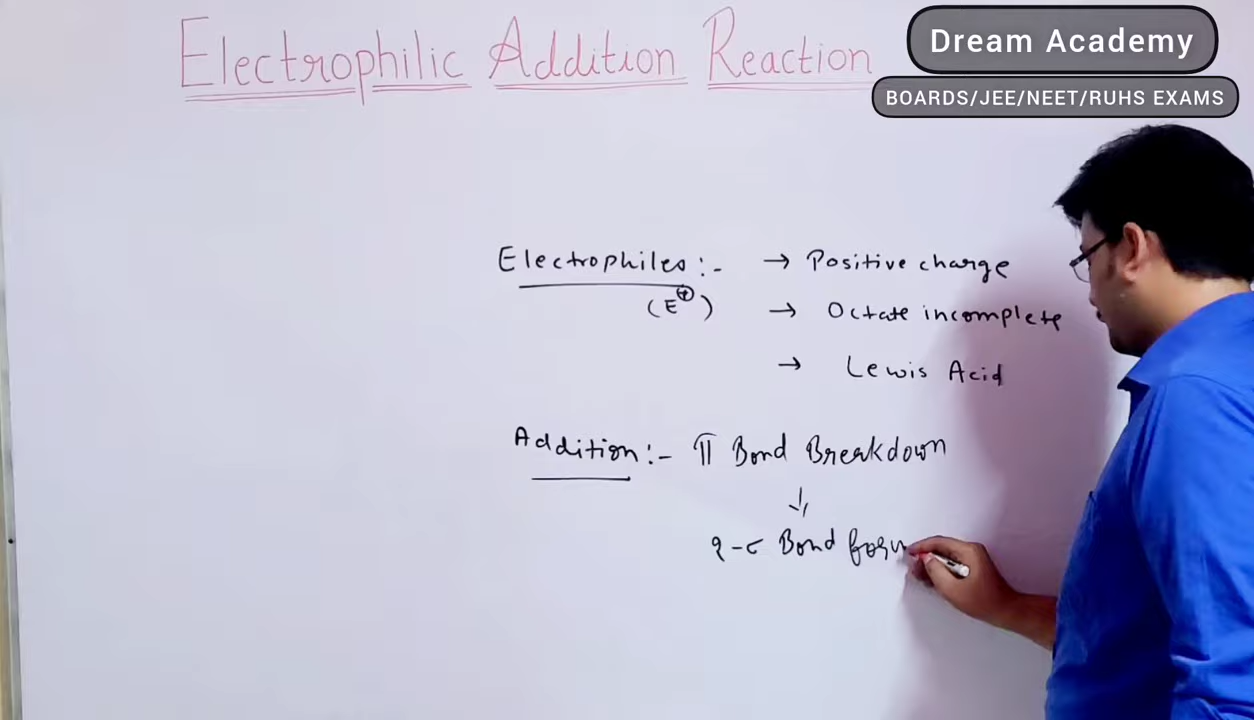 Electrophilic Addition Reaction
Dream Academy
BOARDS/JEE/NEET/RUHS EXAMS
Electrophiles :- → Positive charge
(E⊕) → Octate incomplete
→ Lewis Acid
Addition :- π Bond Breakdown
↓
2-σ Bond form